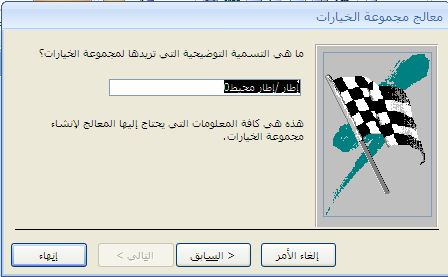 معالج مجموعة الخيارات
ما هي التسمية التوضيحية التي تريدها لمجموعة الخيارات؟
إطار /إطار محيط0
هذه هي كافة المعلومات التي يحتاج إليها المعالج لإنشاء
مجموعة الخيارات.
إلغاء الأمر
< السابق
التالي >
إنهاء